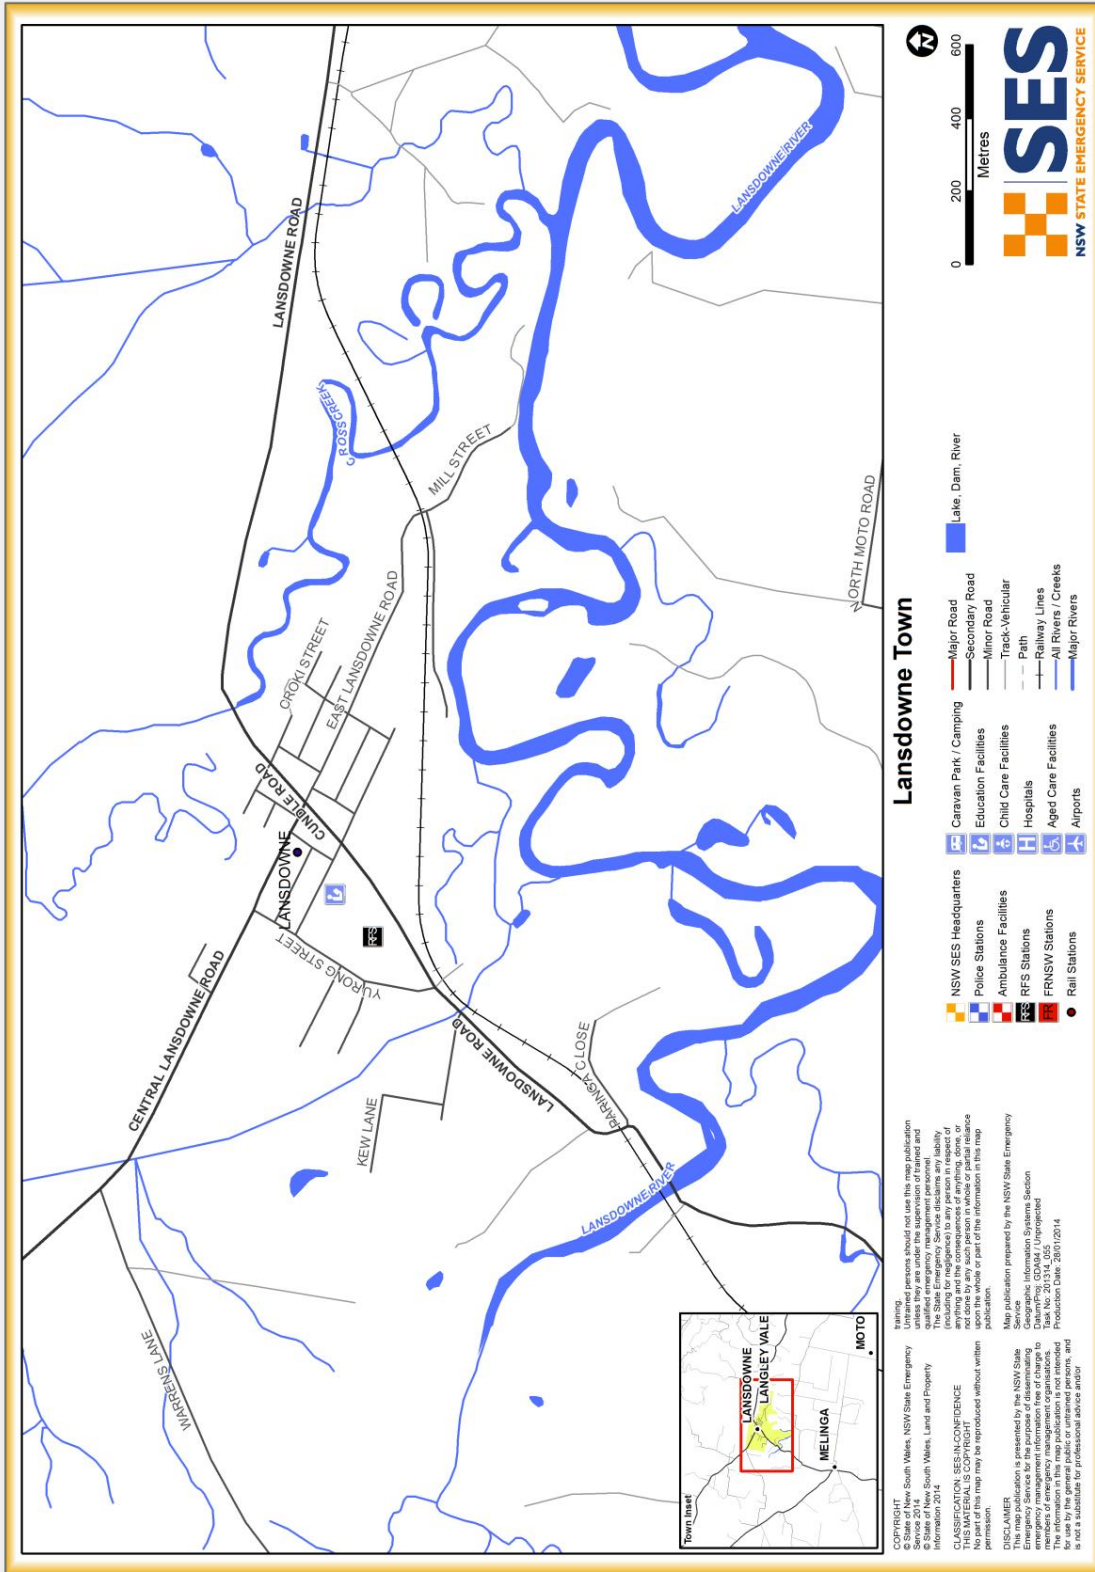 WARRENS LANE
CENTRAL LANSDOWNE ROAD
KEW LANE
YURONG STREET
LANSDOWNE
RFS
CUNDLE ROAD
CROKI STREET
EAST LANSDOWNE ROAD
LANSDOWNE ROAD
LANSDOWNE ROAD
CROSS CREEK
MILL STREET
RARINGA CLOSE
LANSDOWNE RIVER
LANSDOWNE RIVER
NORTH MOTO ROAD
Town Inset
LANSDOWNE
LANGLEY VALE
MELINGA
MOTO
Lansdowne Town
COPYRIGHT
© State of New South Wales, NSW State Emergency
Service 2014
© State of New South Wales, Land and Property
Information 2014
CLASSIFICATION: SES-IN-CONFIDENCE
THIS MATERIAL IS COPYRIGHT
No part of this map may be reproduced without written
permission.
DISCLAIMER
This map publication is presented by the NSW State
Emergency Service for the purpose of disseminating
emergency management information free of charge to
members of emergency management organisations.
The information in this map publication is not intended
for use by the general public or untrained persons, and
is not a substitute for professional advice and/or
training.
Untrained persons should not use this map publication
unless they are under the supervision of trained and
qualified emergency management personnel.
The State Emergency Service disclaims any liability
(including for negligence) to any person in respect of
anything and the consequences of anything, done, or
not done by any such person in whole or partial reliance
upon the whole or part of the information in this map
publication.
Map publication prepared by the NSW State Emergency
Service
Geographic Information Systems Section
Datum/Proj: GDA94 / Unprojected
Task No: 201314_055
Production Date: 28/01/2014
NSW SES Headquarters
Police Stations
Ambulance Facilities
RFS RFS Stations
FR FRNSW Stations
Rail Stations
Caravan Park / Camping
Education Facilities
Child Care Facilities
H Hospitals
Aged Care Facilities
Airports
Major Road
Secondary Road
Minor Road
Track-Vehicular
Path
Railway Lines
All Rivers / Creeks
Major Rivers
Lake, Dam, River
N
0 200 400 600
Metres
SES
NSW STATE EMERGENCY SERVICE